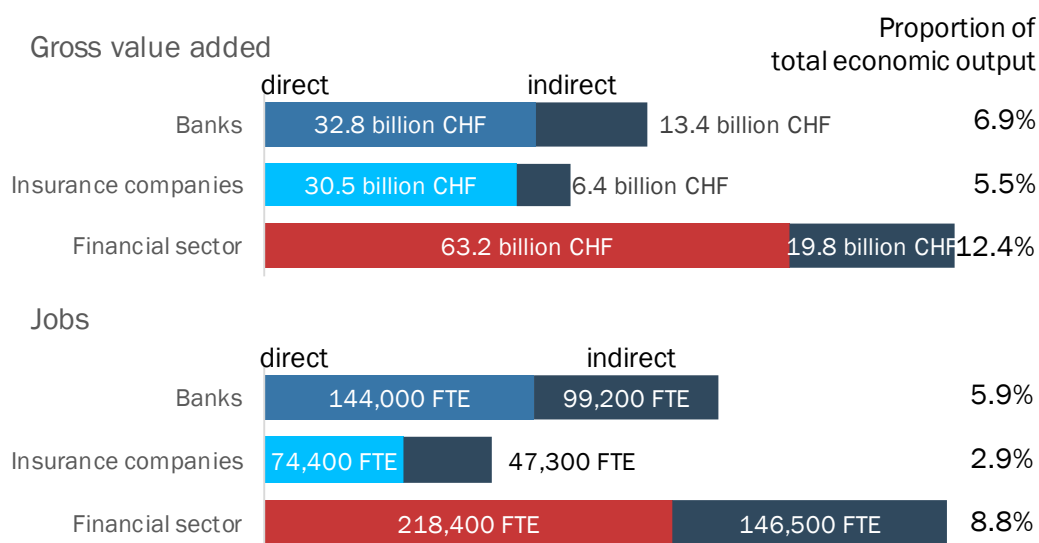 Proportion of
total economic output
Gross value added
direct indirect
Banks 32.8 billion CHF 13.4 billion CHF 6.9%
Insurance companies 30.5 billion CHF 6.4 billion CHF 5.5%
Financial sector 63.2 billion CHF 19.8 billion CHF 12.4%
Jobs
direct indirect
Banks 144,000 FTE 99,200 FTE 5.9%
Insurance companies 74,400 FTE 47,300 FTE 2.9%
Financial sector 218,400 FTE 146,500 FTE 8.8%